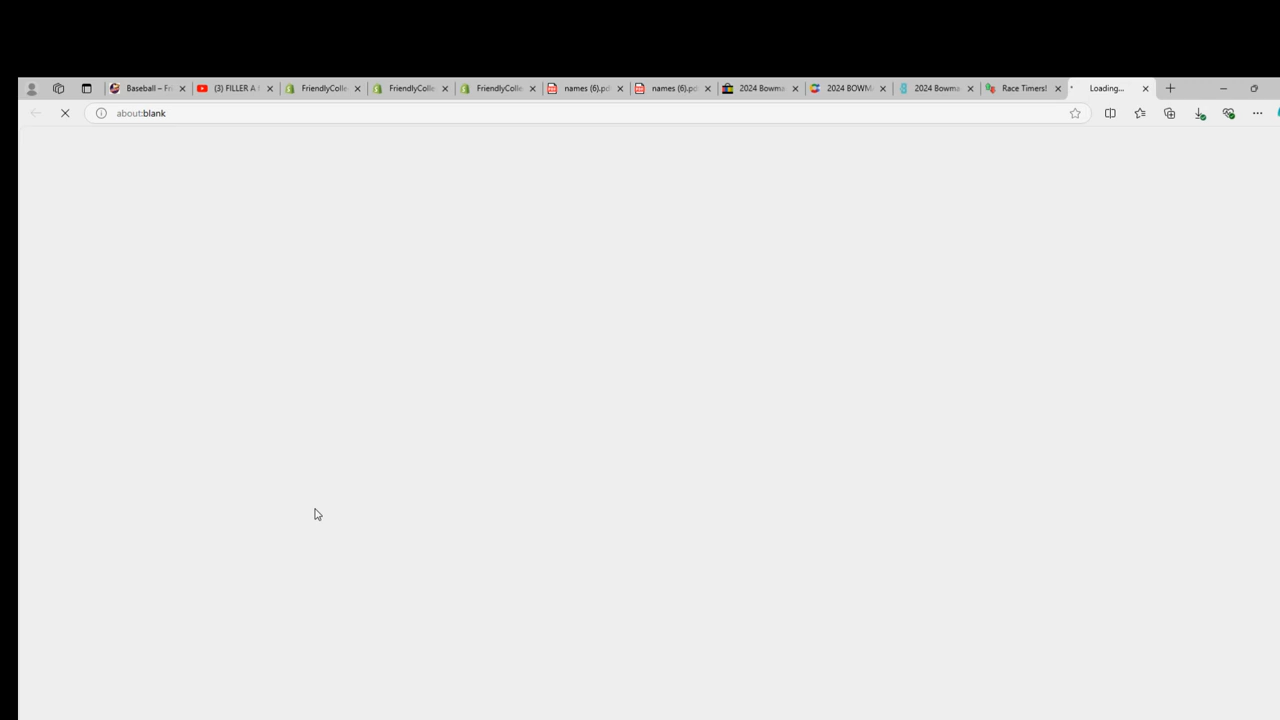 Baseball – Fr
(3) FILLER A
FriendlyColle
FriendlyColle
FriendlyColle
names (6).pd
names (6).pd
2024 Bowma
2024 BOWM
2024 Bowma
Race Timers!
Loading...
about:blank